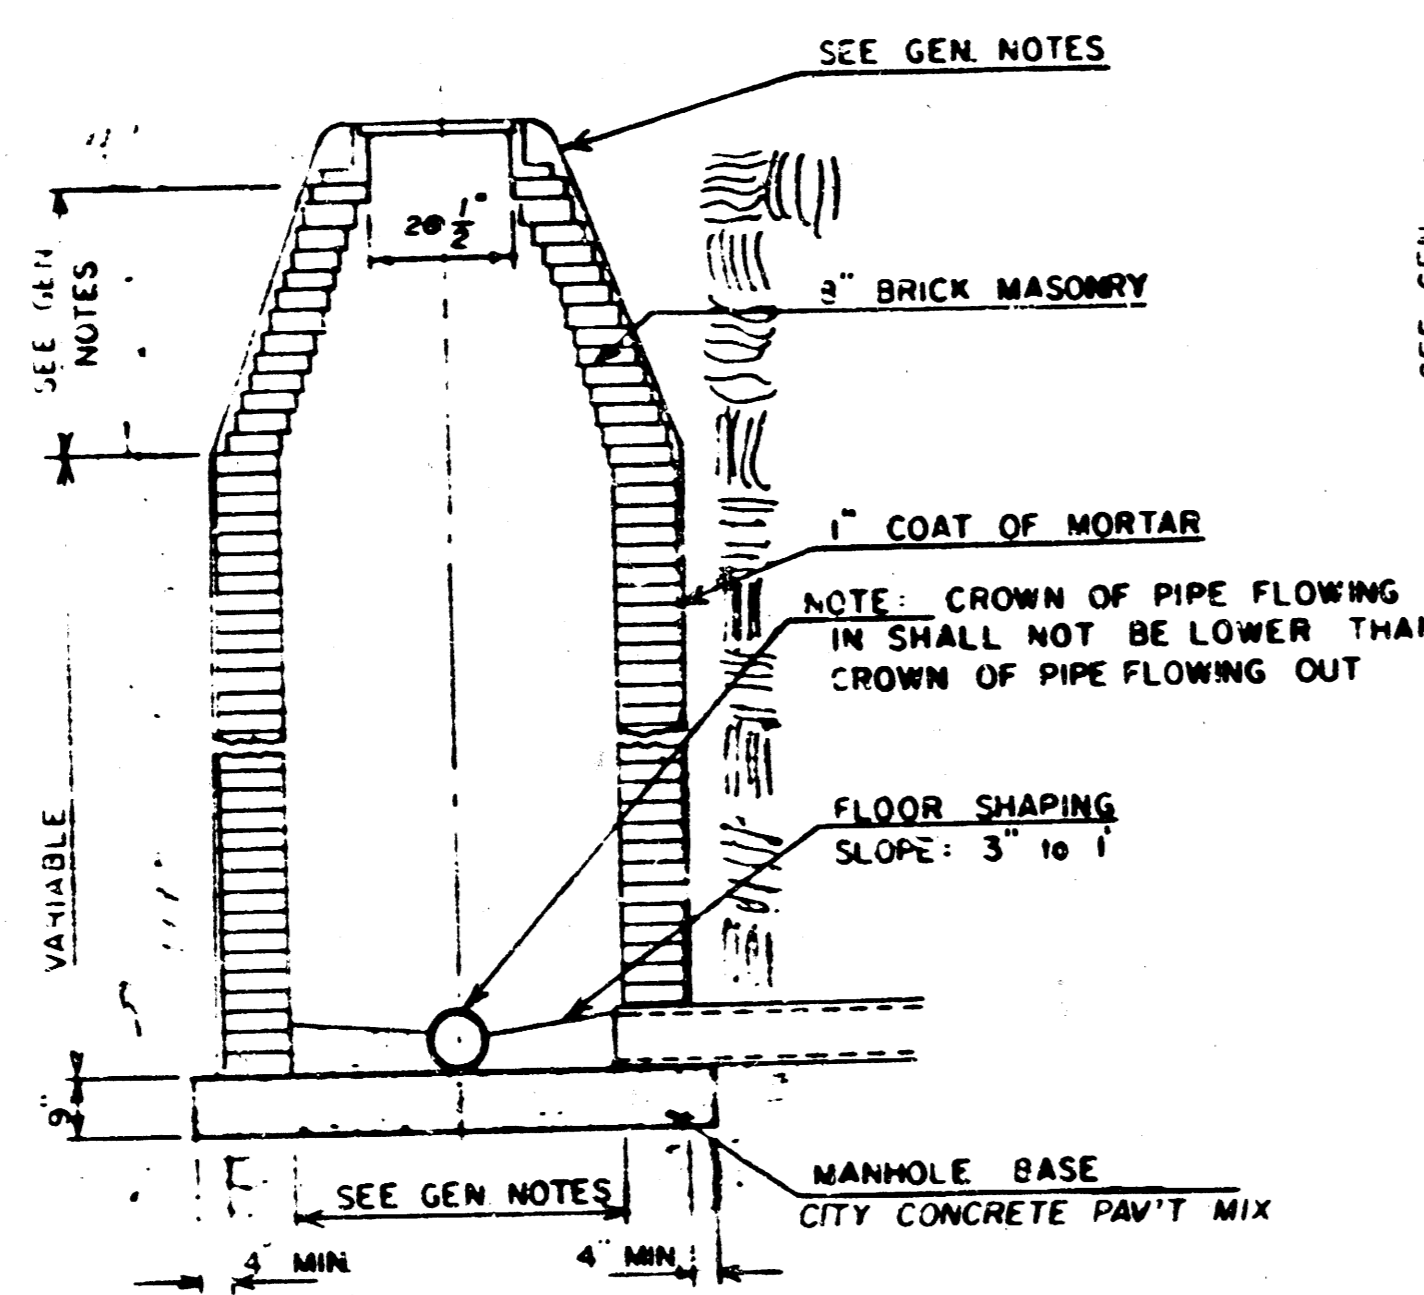 SEE GEN. NOTES
SEE GEN
NOTES
1"
2
8" BRICK MASONRY
1" COAT OF MORTAR
NOTE: CROWN OF PIPE FLOWING
IN SHALL NOT BE LOWER THAN
CROWN OF PIPE FLOWING OUT
VARIABLE
FLOOR SHAPING
SLOPE: 3" to 1'
9"
MANHOLE BASE
CITY CONCRETE PAV'T MIX
SEE GEN NOTES
4" MIN.
4" MIN.